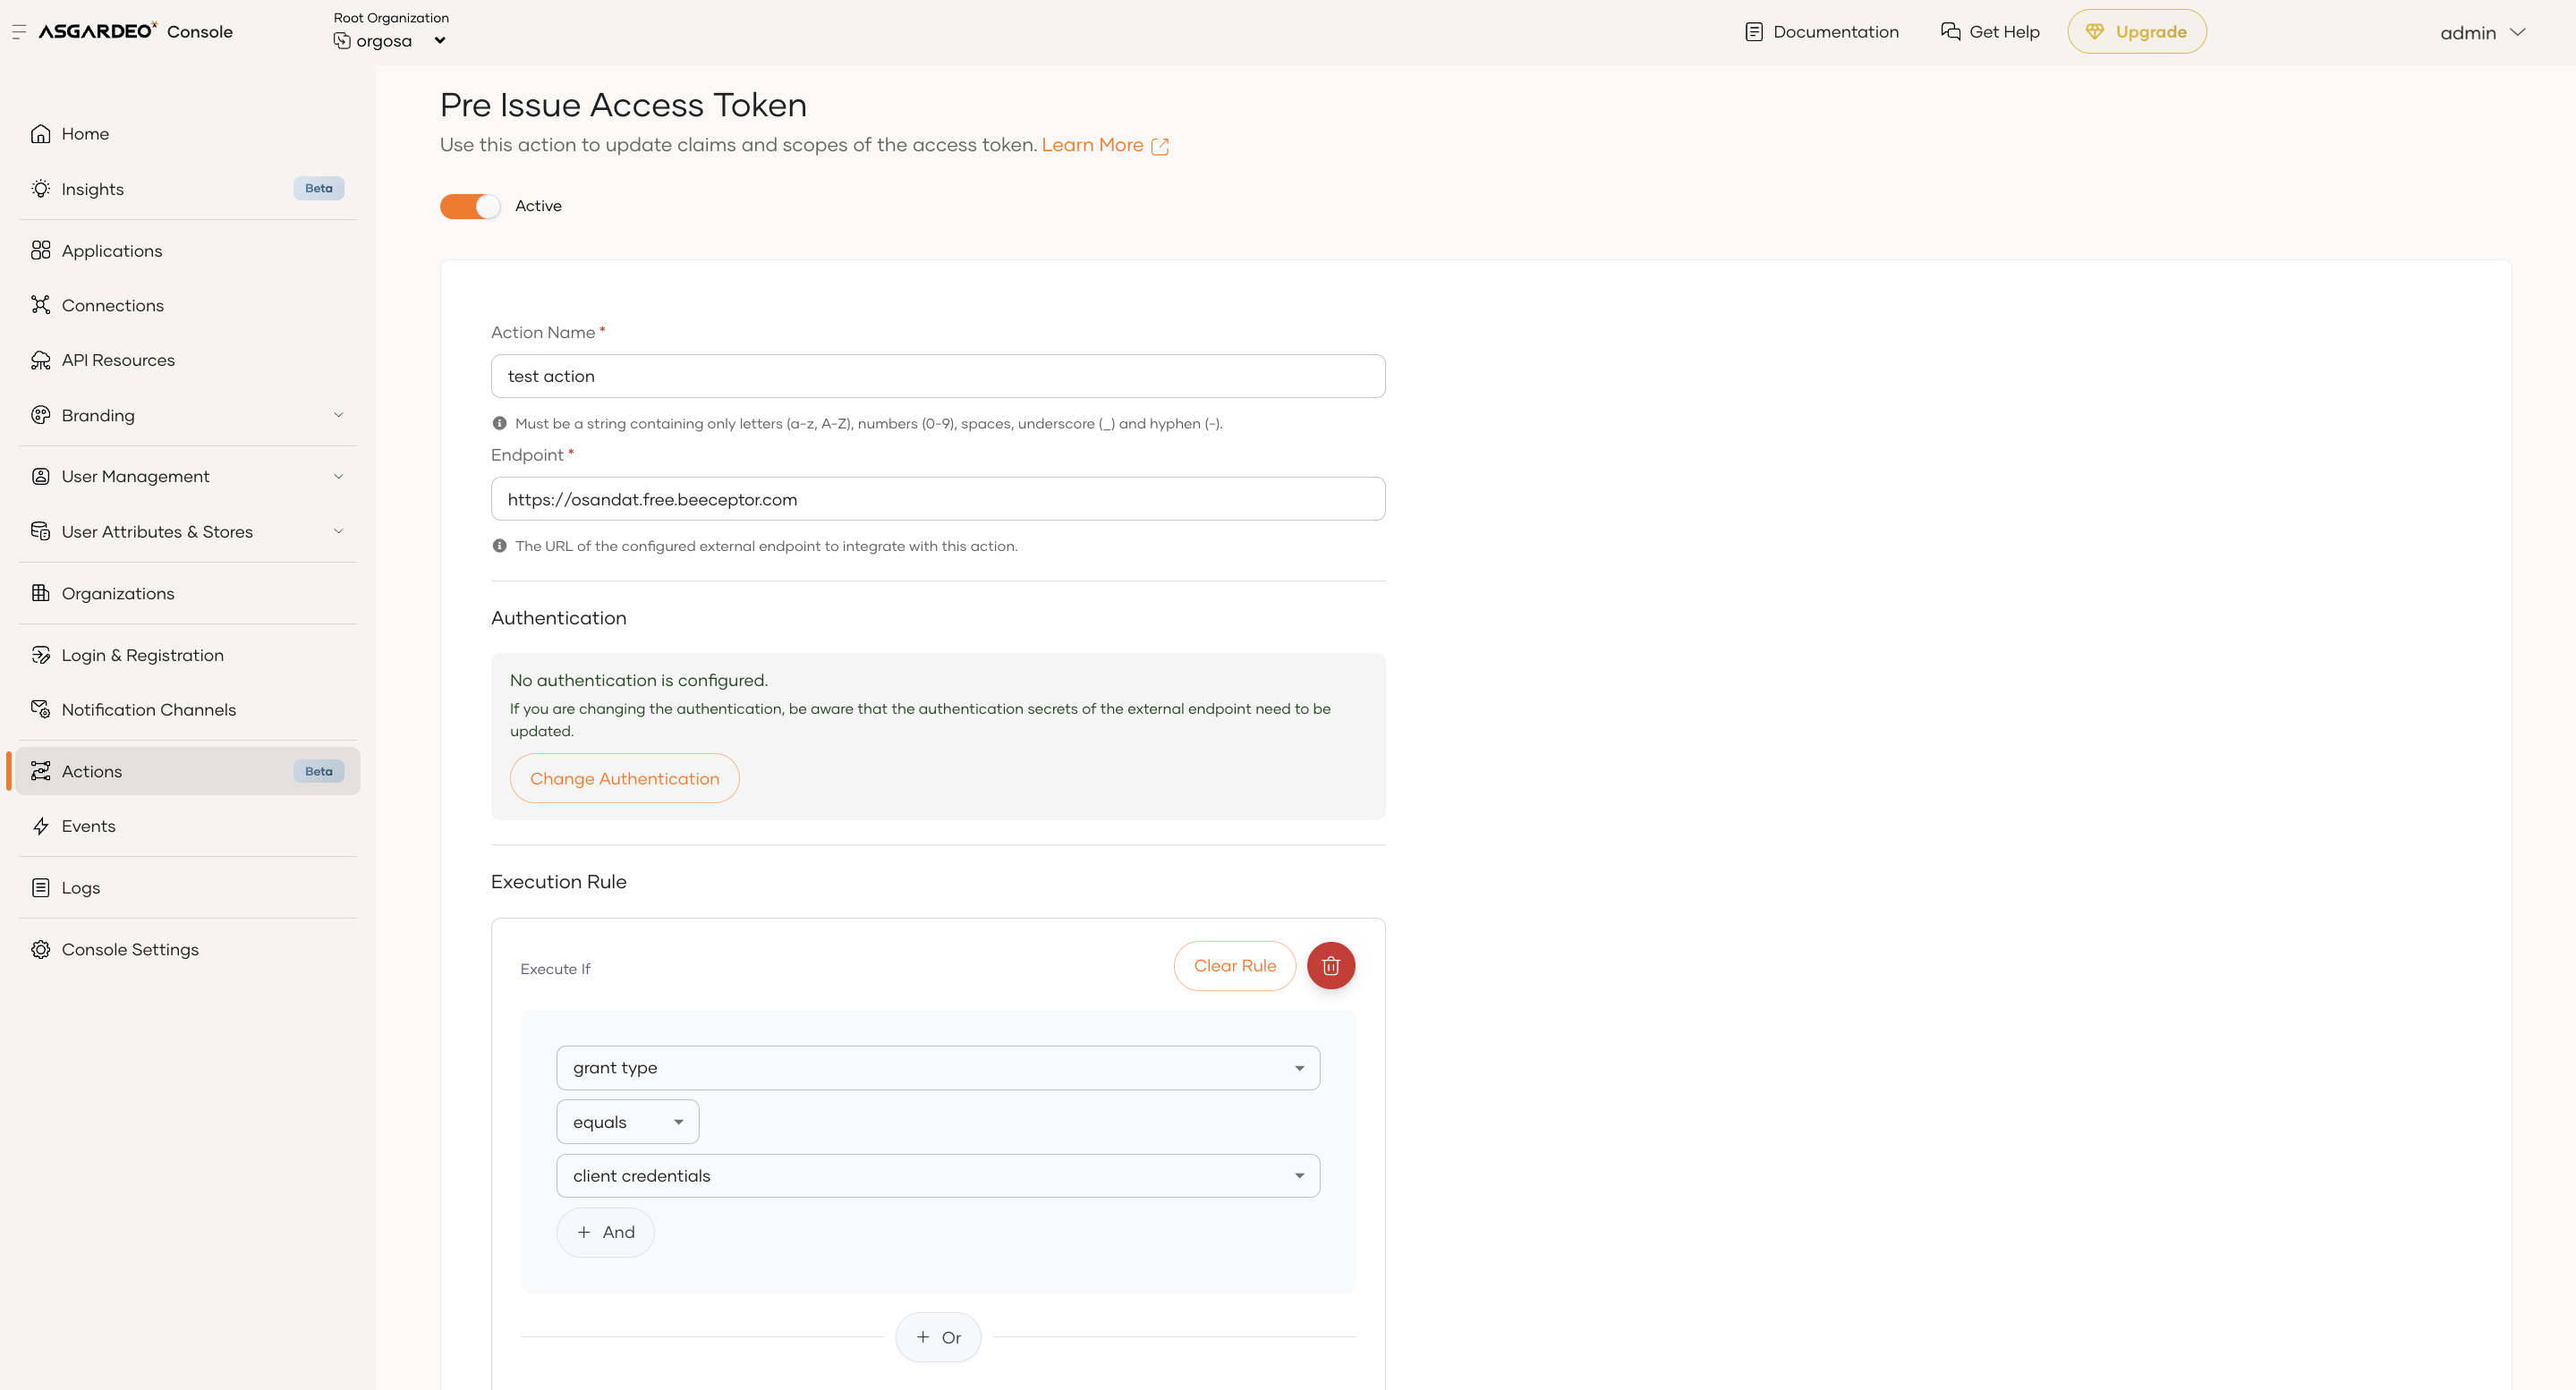 ASGARDEO Console
Root Organization
orgosa
Documentation
Get Help
Upgrade
admin
Home
Insights Beta
Applications
Connections
API Resources
Branding
User Management
User Attributes & Stores
Organizations
Login & Registration
Notification Channels
Actions Beta
Events
Logs
Console Settings
Pre Issue Access Token
Use this action to update claims and scopes of the access token. Learn More
Active
Action Name *
test action
Must be a string containing only letters (a-z, A-Z), numbers (0-9), spaces, underscore (_) and hyphen (-).
Endpoint *
https://osandat.free.beeceptor.com
The URL of the configured external endpoint to integrate with this action.
Authentication
No authentication is configured.
If you are changing the authentication, be aware that the authentication secrets of the external endpoint need to be
updated.
Change Authentication
Execution Rule
Execute If
Clear Rule
grant type
equals
client credentials
+ And
+ Or